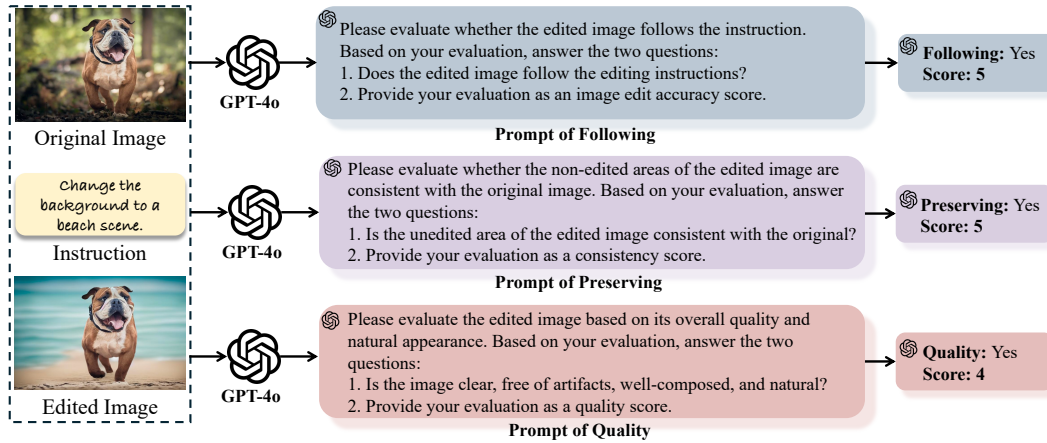 Original Image
Change the
background to a
beach scene.
Instruction
Edited Image
GPT-4o
Please evaluate whether the edited image follows the instruction.
Based on your evaluation, answer the two questions:
1. Does the edited image follow the editing instructions?
2. Provide your evaluation as an image edit accuracy score.
Prompt of Following
Following: Yes
Score: 5
GPT-4o
Please evaluate whether the non-edited areas of the edited image are
consistent with the original image. Based on your evaluation, answer
the two questions:
1. Is the unedited area of the edited image consistent with the original?
2. Provide your evaluation as a consistency score.
Prompt of Preserving
Preserving: Yes
Score: 5
GPT-4o
Please evaluate the edited image based on its overall quality and
natural appearance. Based on your evaluation, answer the two
questions:
1. Is the image clear, free of artifacts, well-composed, and natural?
2. Provide your evaluation as a quality score.
Prompt of Quality
Quality: Yes
Score: 4